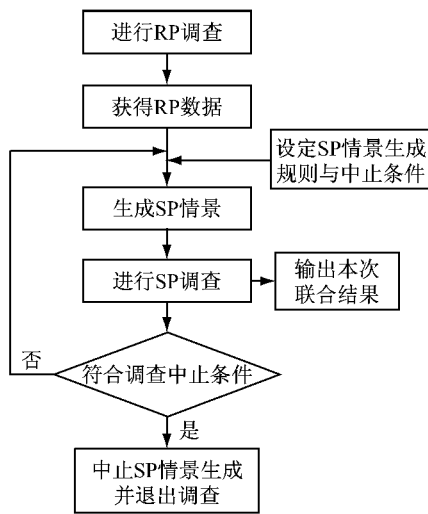 进行RP调查
获得RP数据
设定SP情景生成
规则与中止条件
生成SP情景
进行SP调查
输出本次
联合结果
否
符合调查中止条件
是
中止SP情景生成
并退出调查